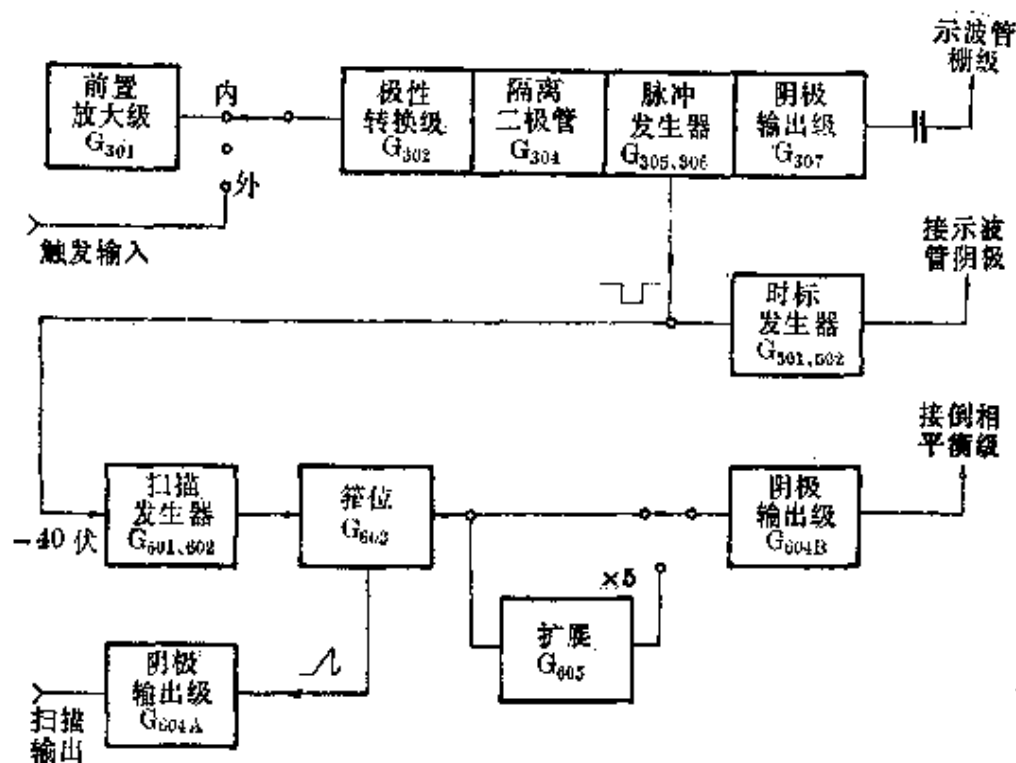 前置
放大级
G301
内
外
触发输入
极性
转换级
G302
隔离
二极管
G304
脉冲
发生器
G305、306
阴极
输出级
G307
示波管
栅级
接示波
管阴极
时标
发生器
G501,502
-40伏
扫描
发生器
G601、602
箝位
G603
×5
扩展
G605
阴极
输出级
G604B
接倒相
平衡级
阴极
输出级
G604A
扫描
输出